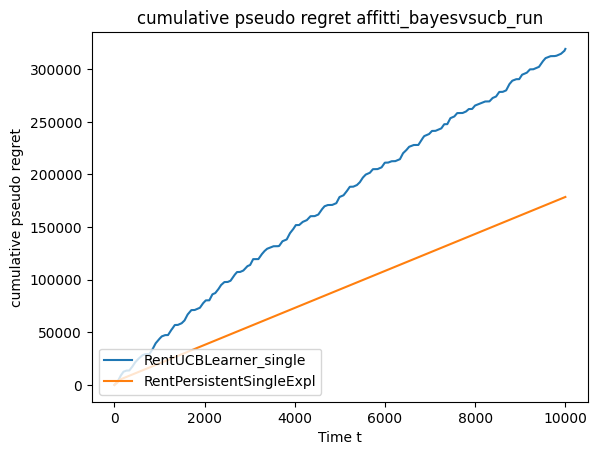 cumulative pseudo regret affitti_bayesvsucb_run
300000
250000
200000
150000
100000
50000
0
cumulative pseudo regret
RentUCBLearner_single
RentPersistentSingleExpl
0 2000 4000 6000 8000 10000
Time t